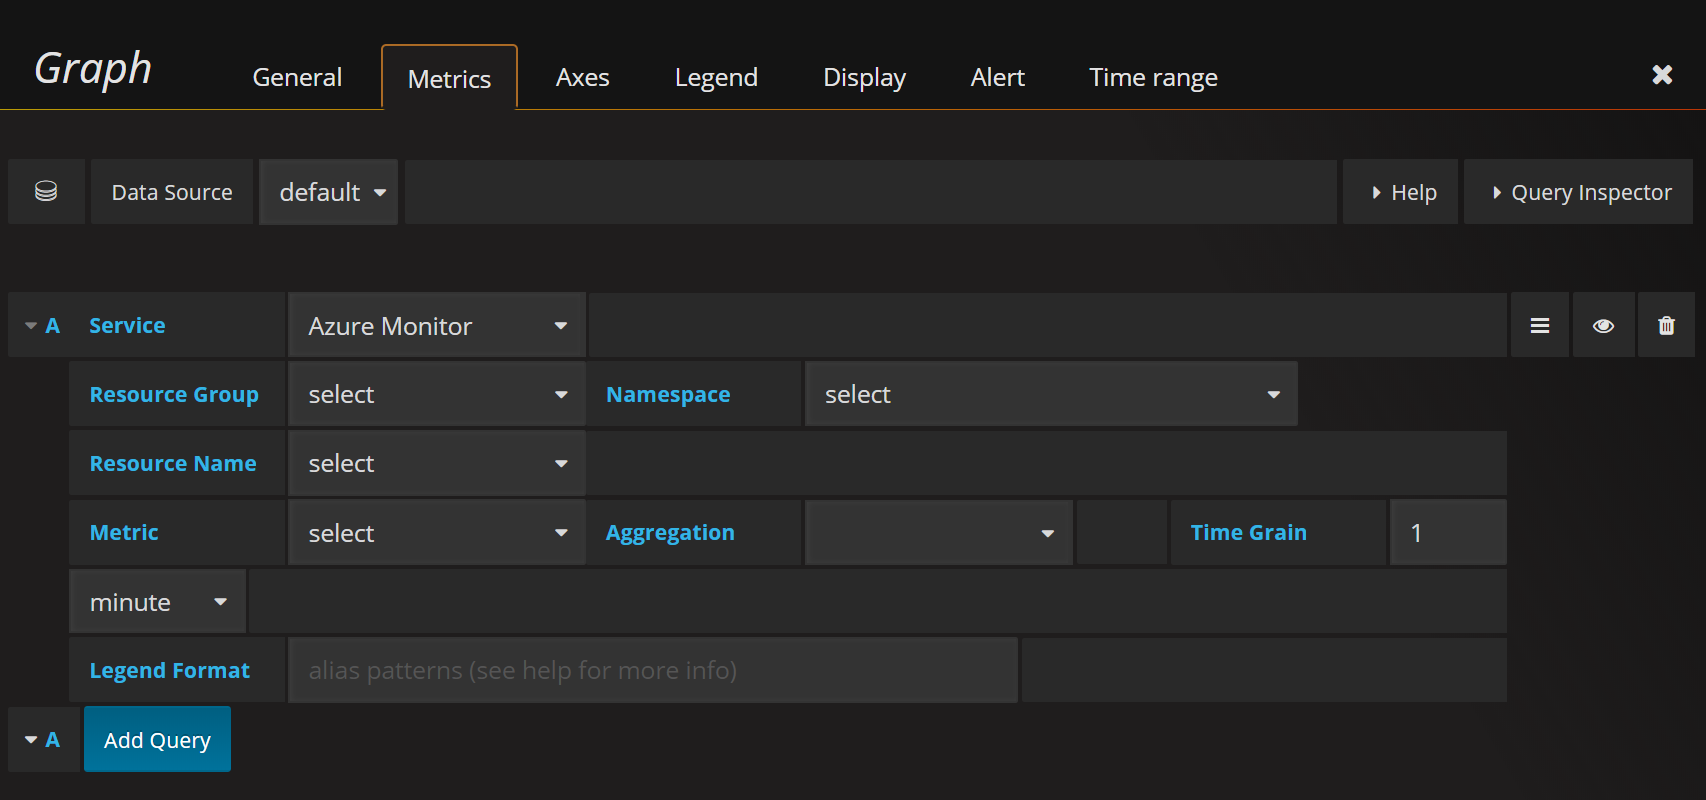 Graph General Metrics Axes Legend Display Alert Time range
Data Source default Help Query Inspector
A Service Azure Monitor
Resource Group select Namespace select
Resource Name select
Metric select Aggregation Time Grain 1
minute
Legend Format alias patterns (see help for more info)
A Add Query